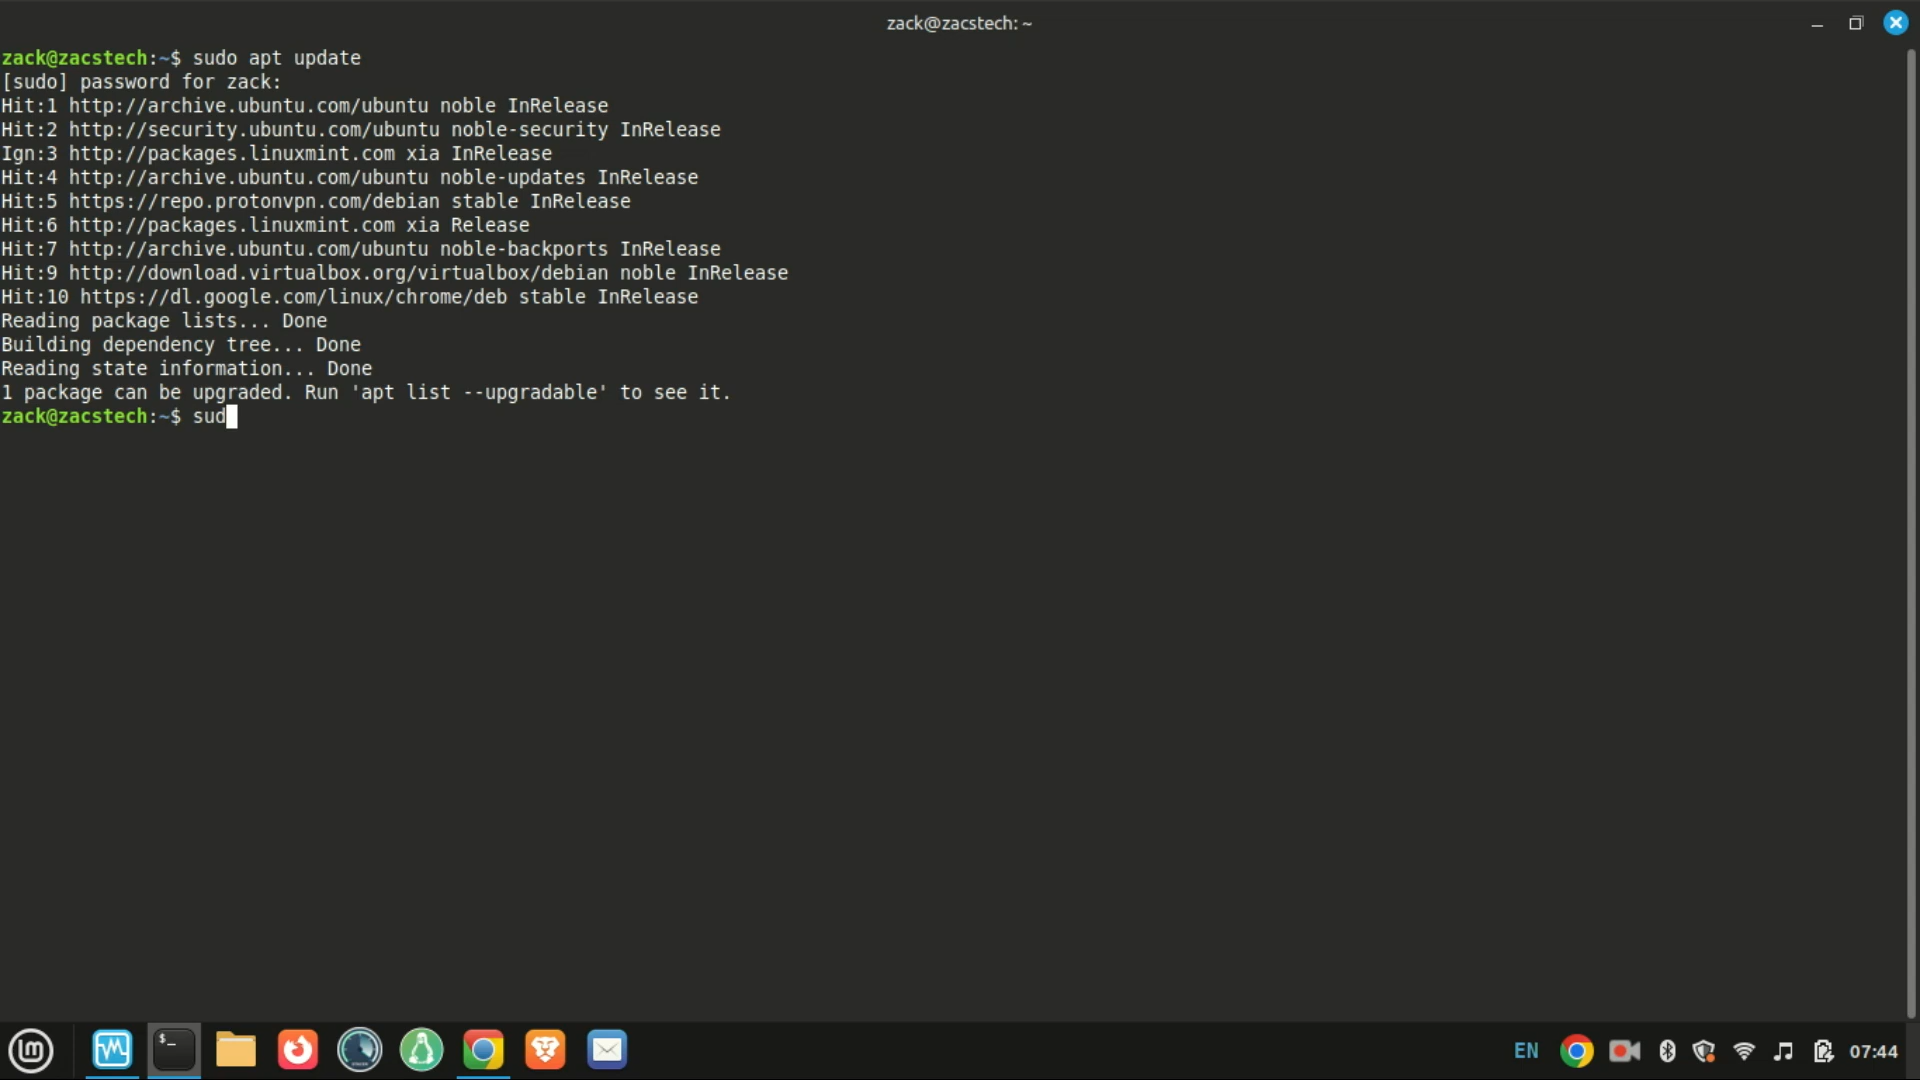 zack@zacstech: ~
zack@zacstech:~$ sudo apt update
[sudo] password for zack:
Hit:1 http://archive.ubuntu.com/ubuntu noble InRelease
Hit:2 http://security.ubuntu.com/ubuntu noble-security InRelease
Ign:3 http://packages.linuxmint.com xia InRelease
Hit:4 http://archive.ubuntu.com/ubuntu noble-updates InRelease
Hit:5 https://repo.protonvpn.com/debian stable InRelease
Hit:6 http://packages.linuxmint.com xia Release
Hit:7 http://archive.ubuntu.com/ubuntu noble-backports InRelease
Hit:9 http://download.virtualbox.org/virtualbox/debian noble InRelease
Hit:10 https://dl.google.com/linux/chrome/deb stable InRelease
Reading package lists... Done
Building dependency tree... Done
Reading state information... Done
1 package can be upgraded. Run 'apt list --upgradable' to see it.
zack@zacstech:~$ sud
EN 07:44